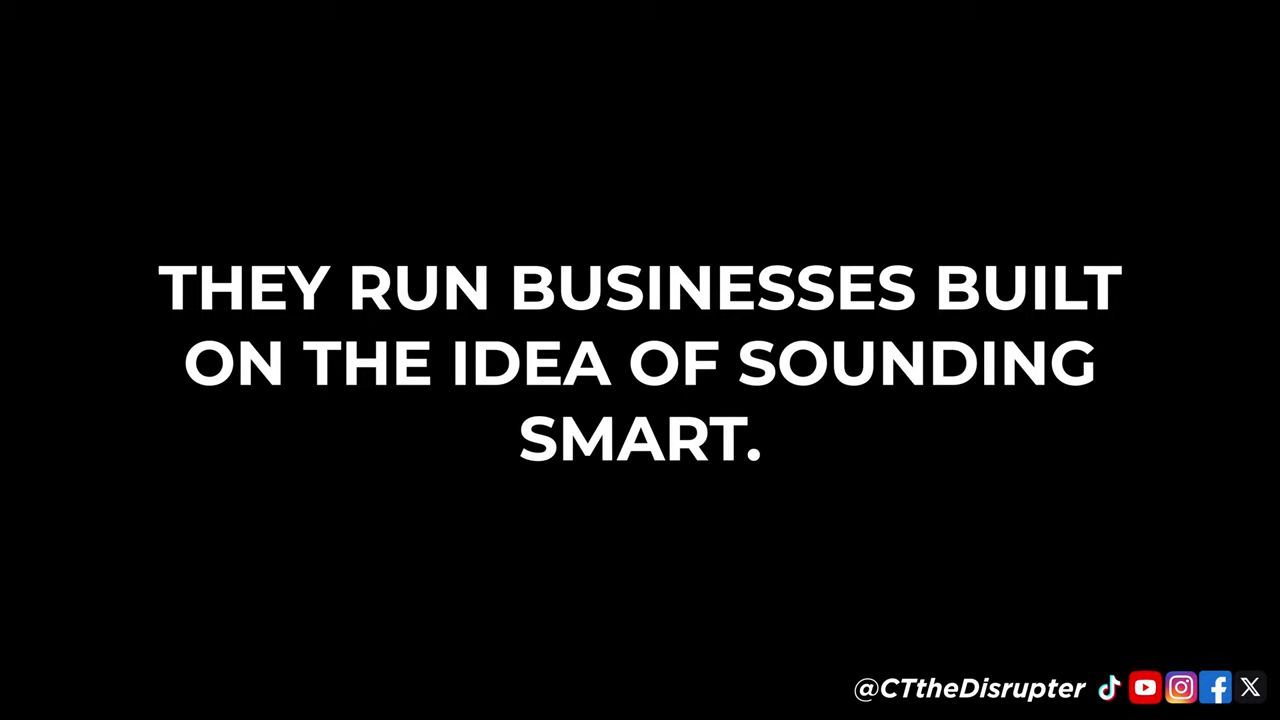 THEY RUN BUSINESSES BUILT
ON THE IDEA OF SOUNDING
SMART.
@CTtheDisrupter